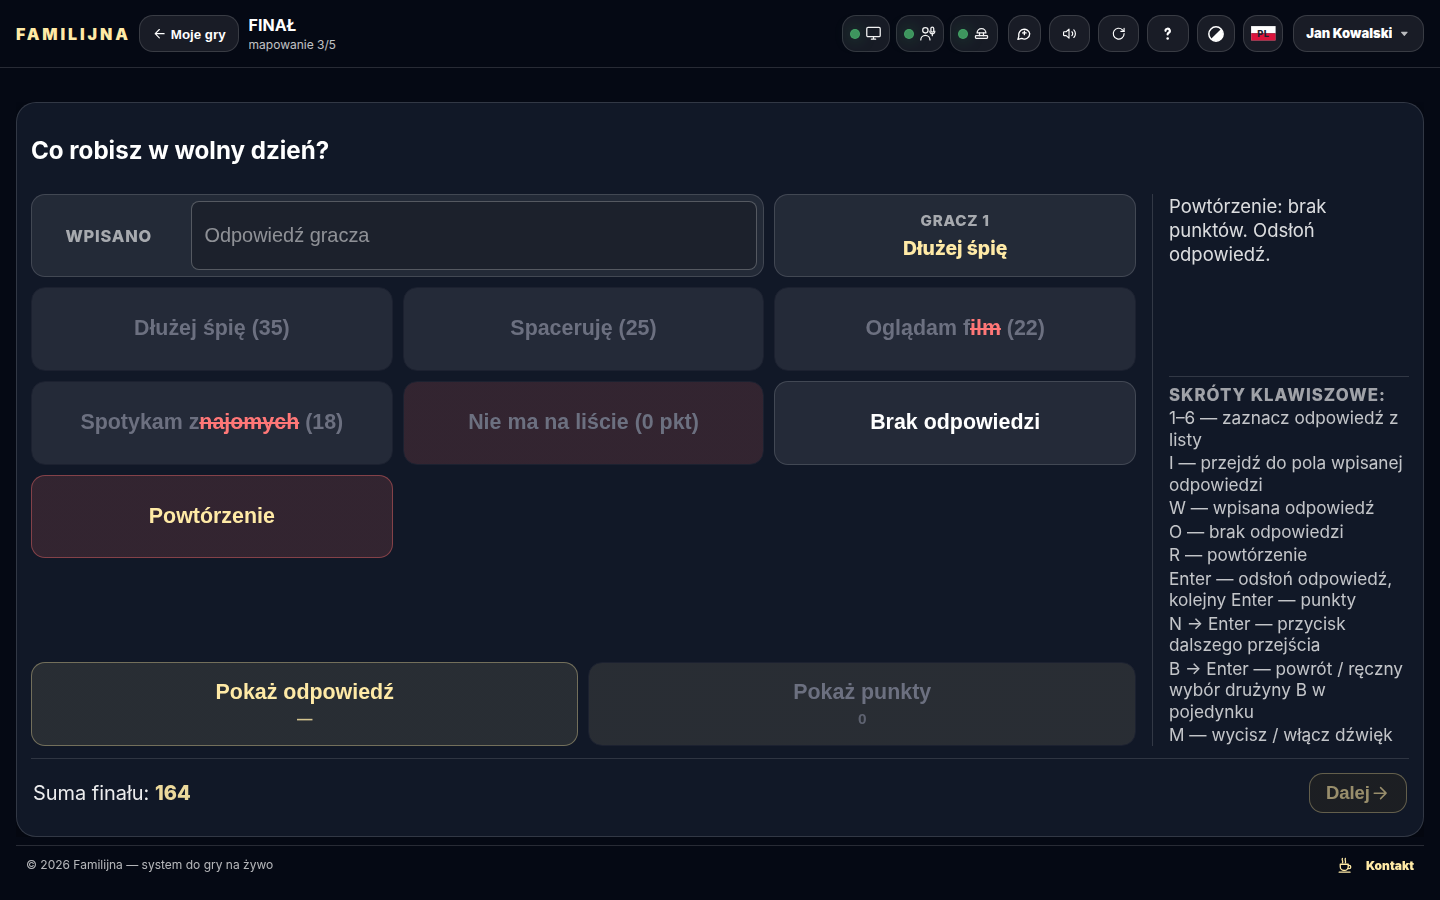 FAMILIJNA
← Moje gry
FINAŁ
mapowanie 3/5
PL
Jan Kowalski
Co robisz w wolny dzień?
WPISANO
Odpowiedź gracza
GRACZ 1
Dłużej śpię
Dłużej śpię (35)
Spaceruję (25)
Oglądam film (22)
Spotykam znajomych (18)
Nie ma na liście (0 pkt)
Brak odpowiedzi
Powtórzenie
Powtórzenie: brak
punktów. Odsłoń
odpowiedź.
SKRÓTY KLAWISZOWE:
1–6 — zaznacz odpowiedź z
listy
I — przejdź do pola wpisanej
odpowiedzi
W — wpisana odpowiedź
O — brak odpowiedzi
R — powtórzenie
Enter — odsłoń odpowiedź,
kolejny Enter — punkty
N → Enter — przycisk
dalszego przejścia
B → Enter — powrót / ręczny
wybór drużyny B w
pojedynku
M — wycisz / włącz dźwięk
Pokaż odpowiedź
—
Pokaż punkty
0
Suma finału: 164
Dalej →
© 2026 Familijna — system do gry na żywo
Kontakt